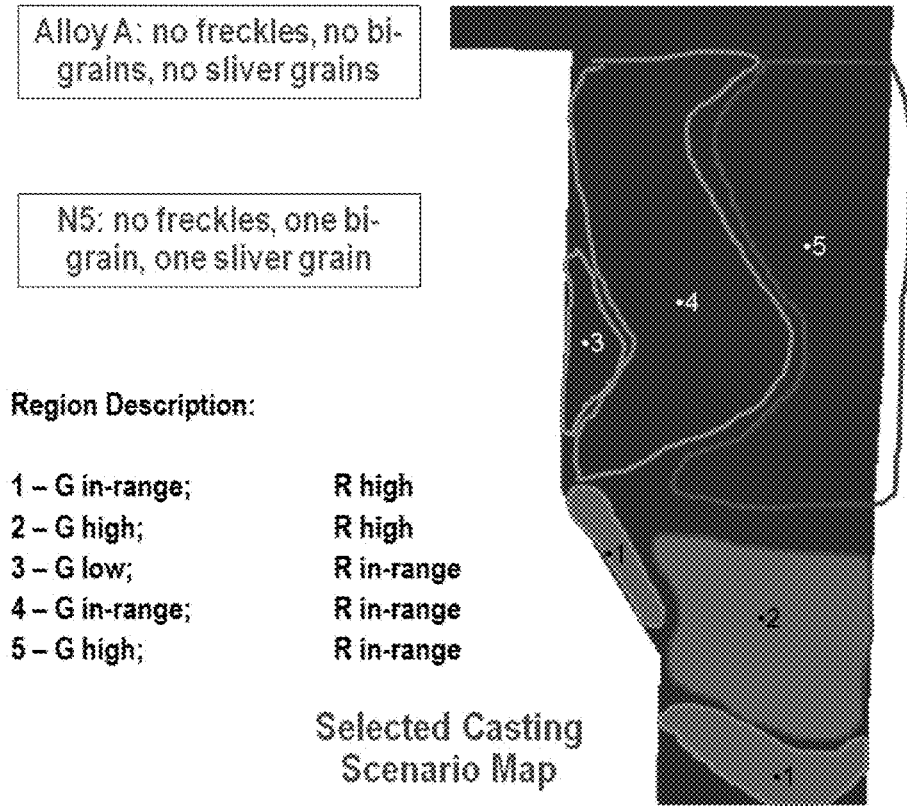 Alloy A: no freckles, no bi-
grains, no sliver grains
N5: no freckles, one bi-
grain, one sliver grain
Region Description:
1 – G in-range; R high
2 – G high; R high
3 – G low; R in-range
4 – G in-range; R in-range
5 – G high; R in-range
Selected Casting
Scenario Map
5
4
3
1
2
1